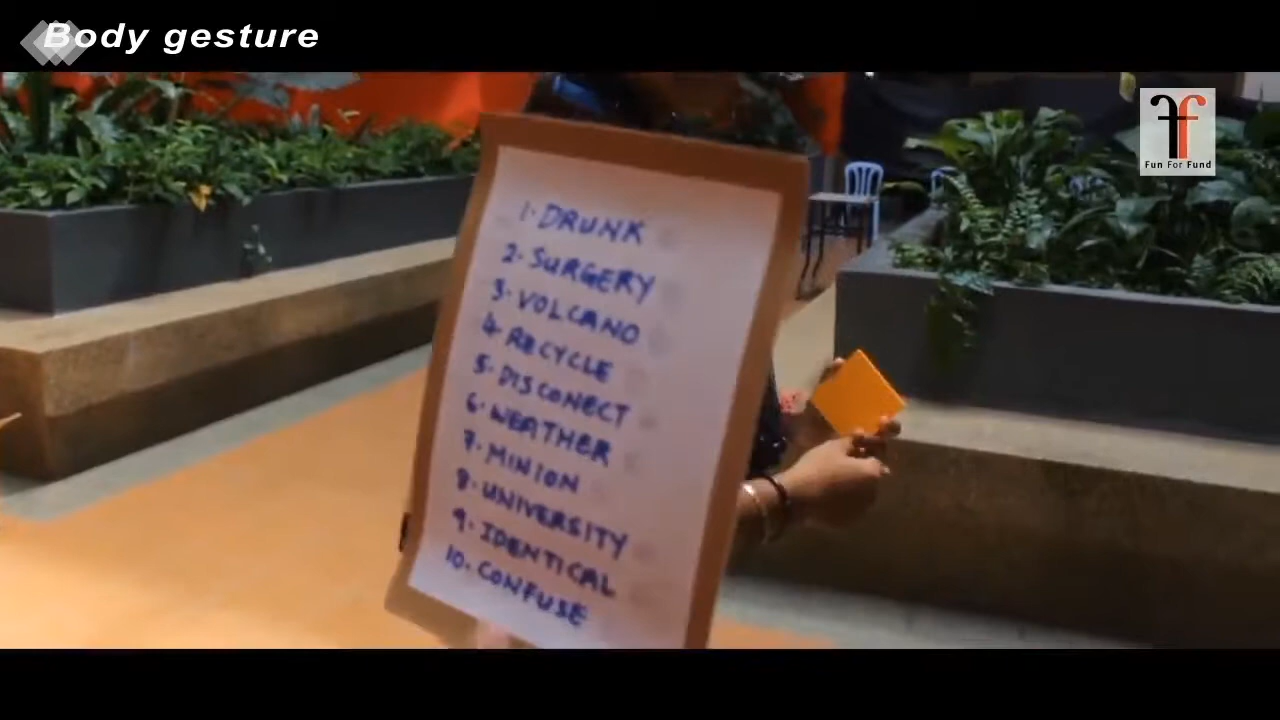 Body gesture
Fun For Fund
1. DRUNK
2. SURGERY
3. VOLCANO
4. RECYCLE
5. DISCONECT
6. WEATHER
7. MINION
8. UNIVERSITY
9. IDENTICAL
10. CONFUSE